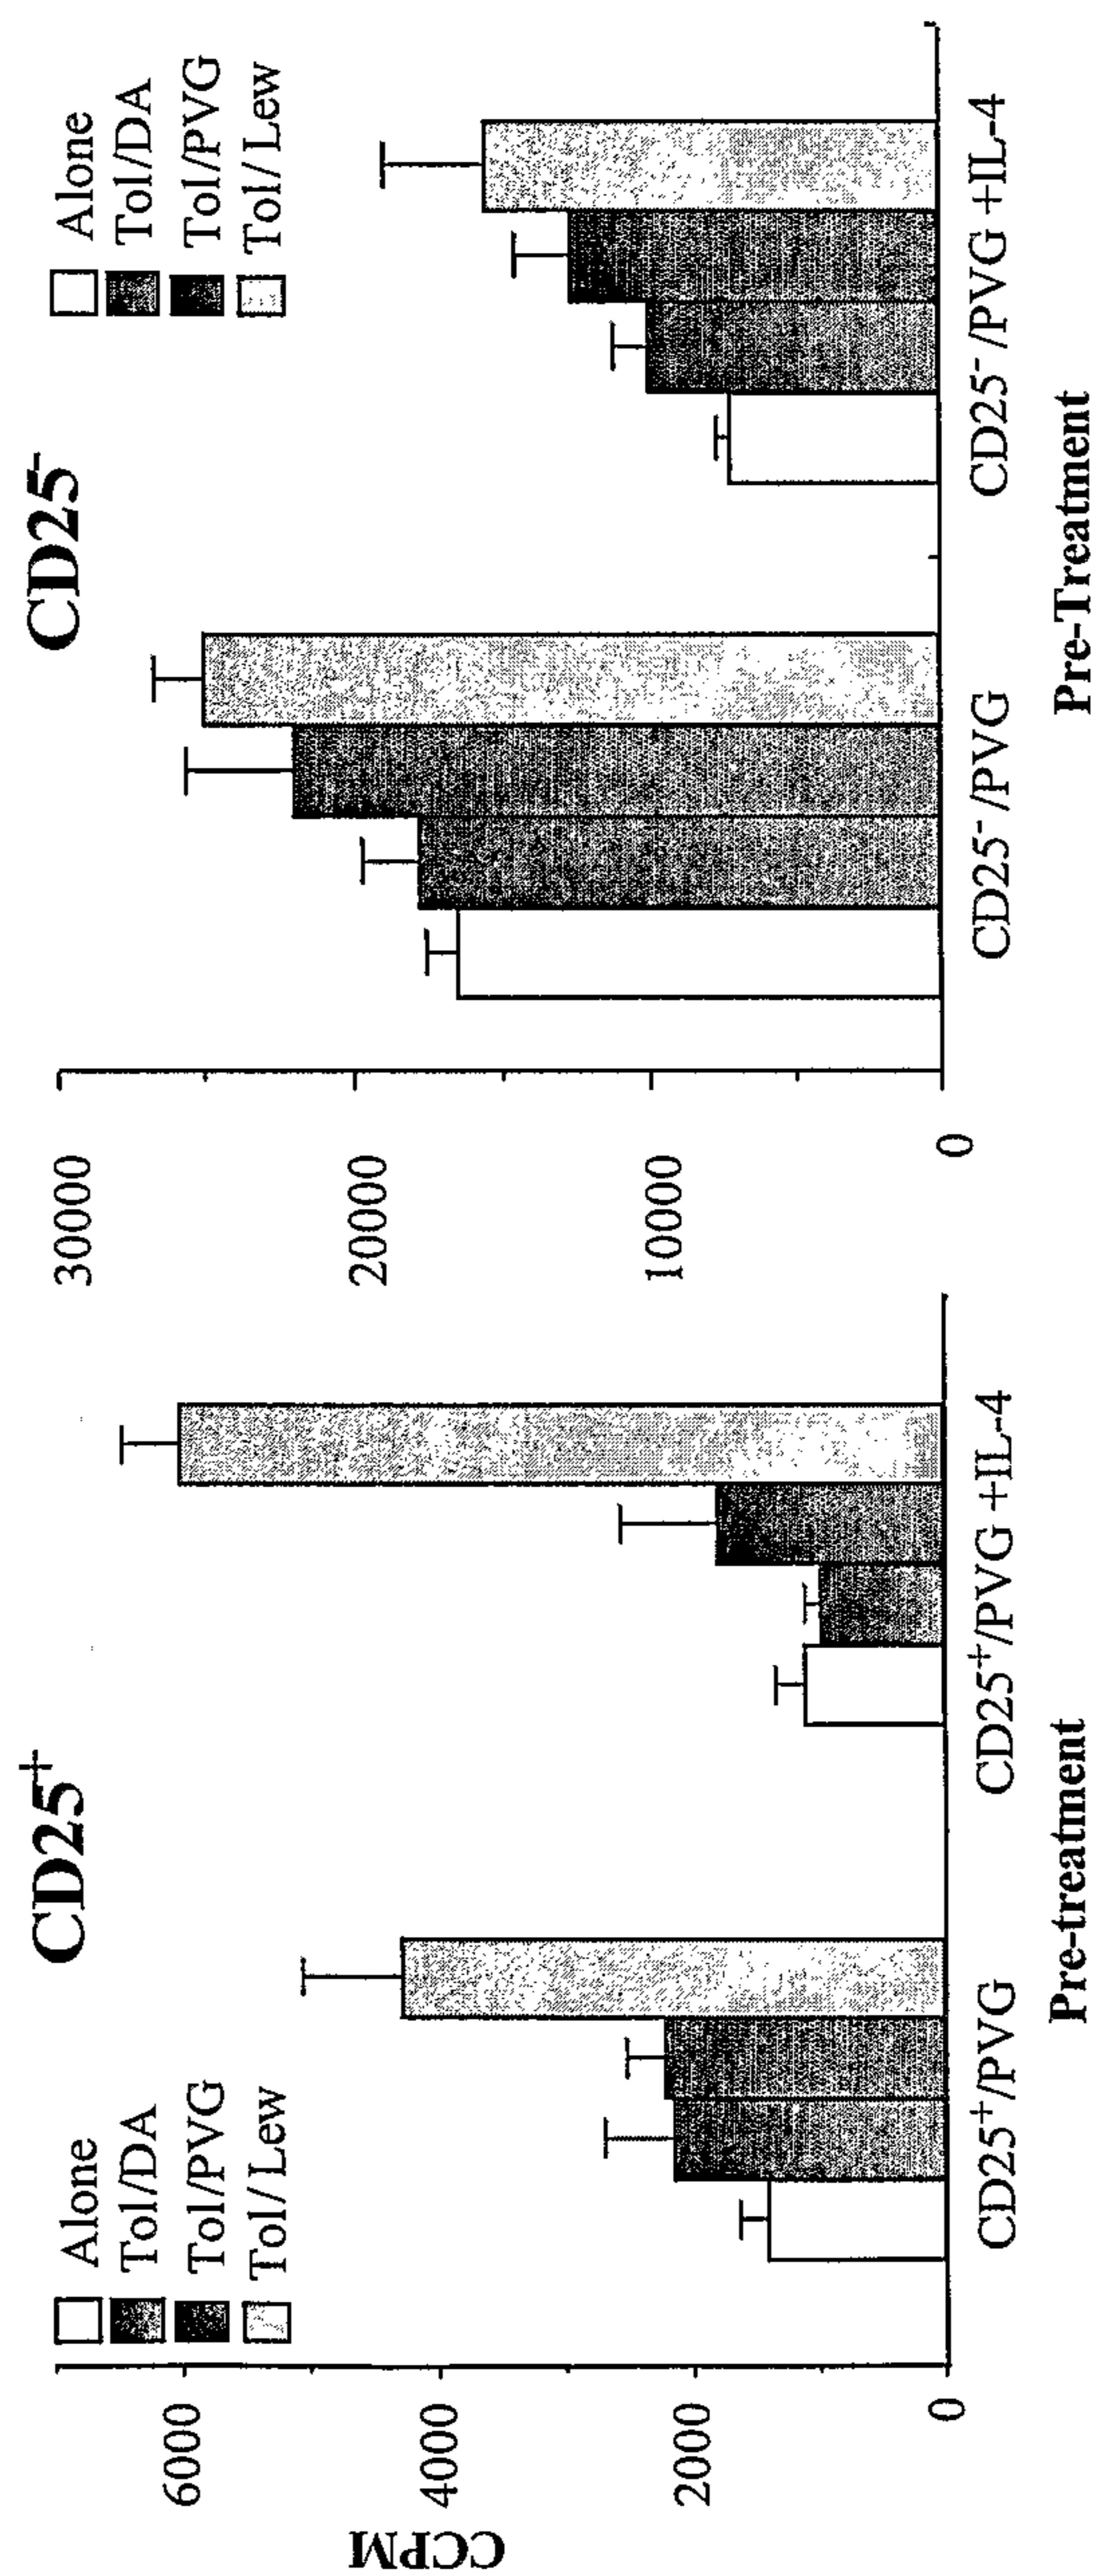 CD25+
Alone
Tol/DA
Tol/PVG
Tol/Lew
CCPM
6000
4000
2000
0
CD25+/PVG
CD25+/PVG +IL-4
Pre-treatment
CD25-
Alone
Tol/DA
Tol/PVG
Tol/Lew
30000
20000
10000
0
CD25-/PVG
CD25-/PVG +IL-4
Pre-Treatment